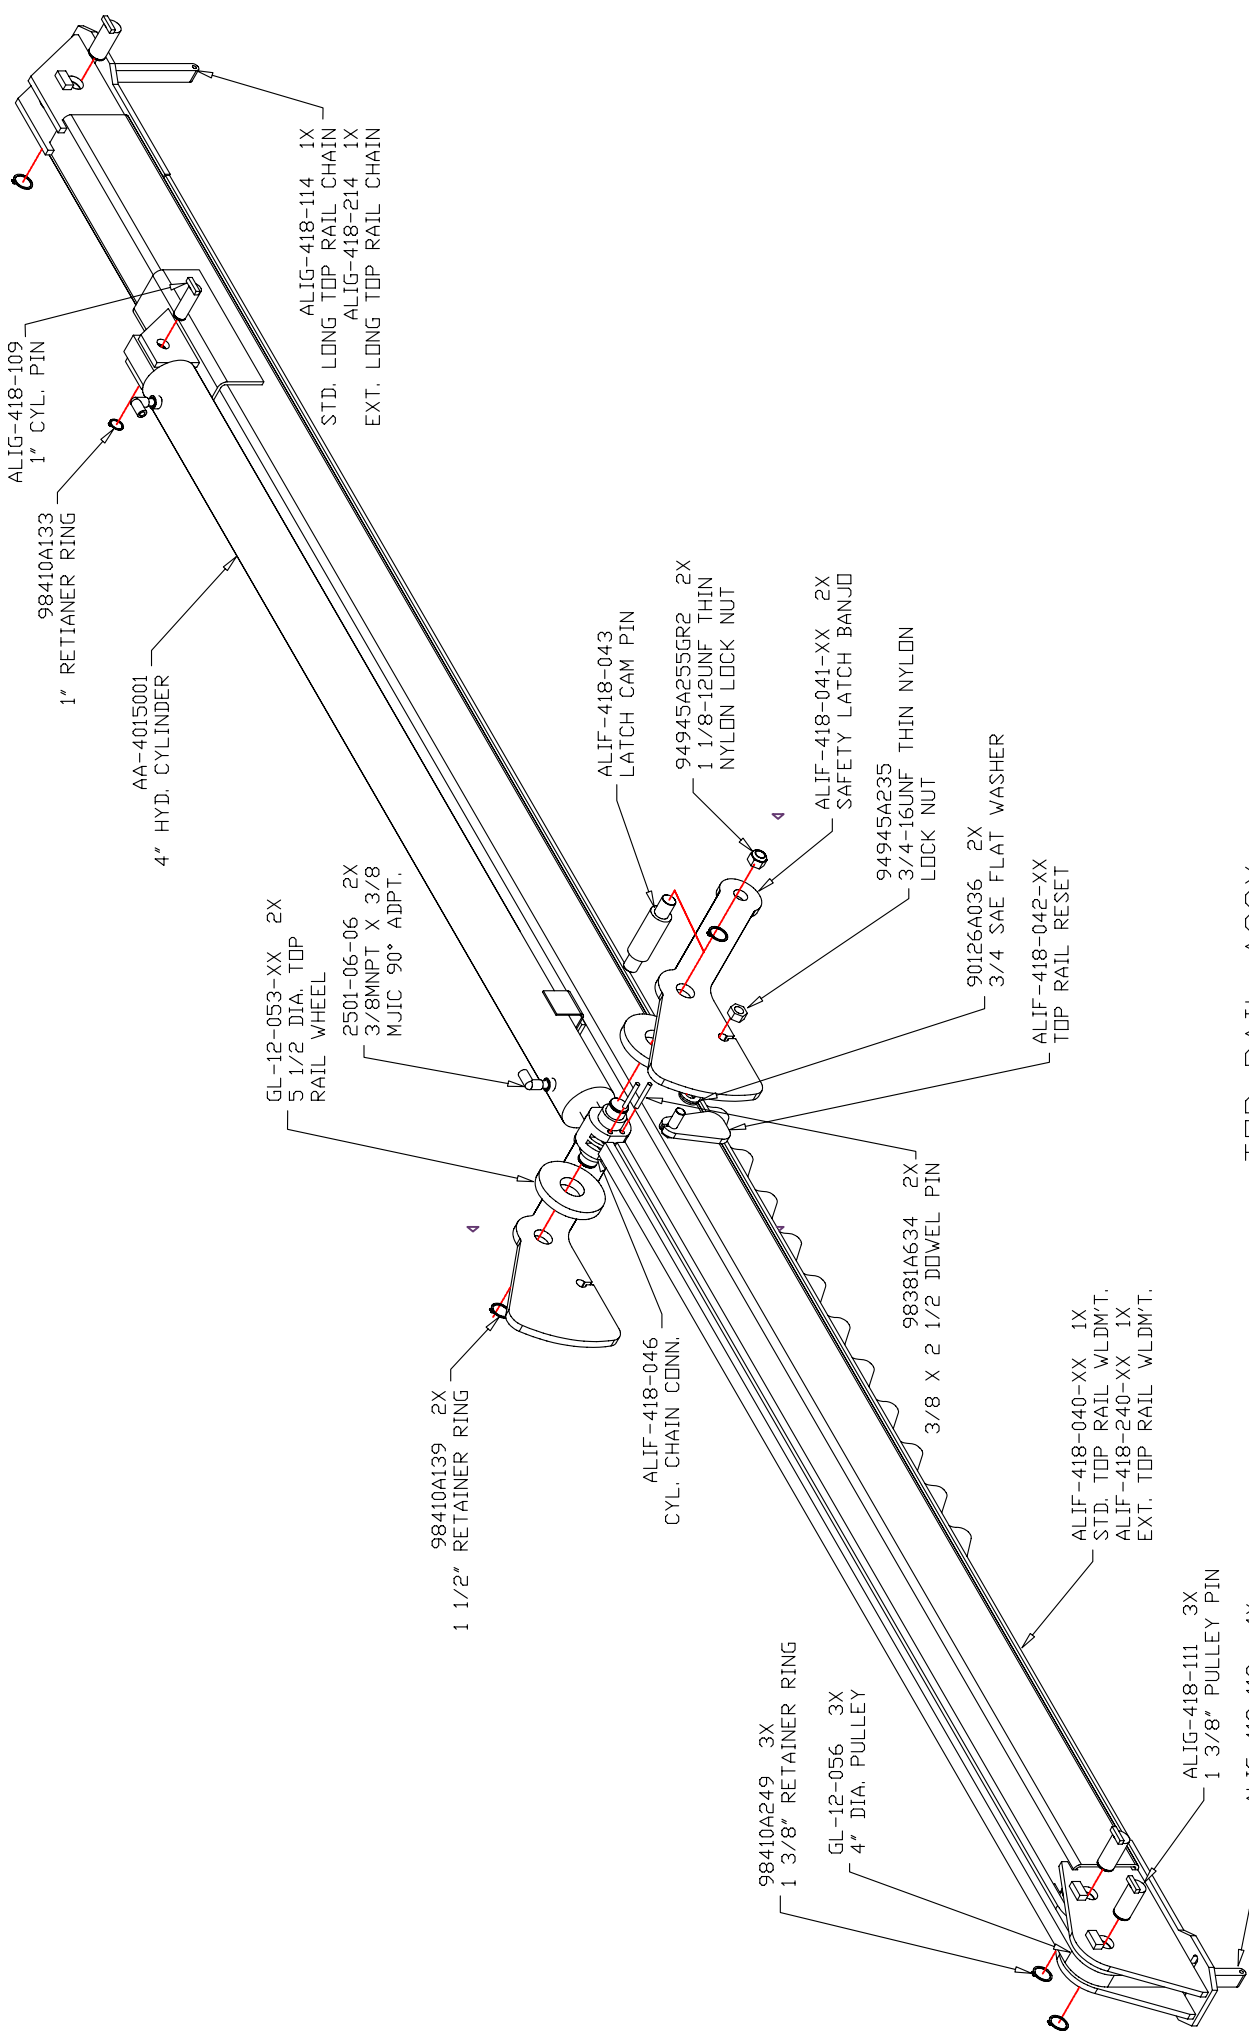 ALIG-418-109
1" CYL. PIN
98410A133
1" RETIANER RING
AA-4015001
4" HYD. CYLINDER
ALIG-418-114 1X
STD. LONG TOP RAIL CHAIN
ALIG-418-214 1X
EXT. LONG TOP RAIL CHAIN
GL-12-053-XX 2X
5 1/2 DIA. TOP
RAIL WHEEL
2501-06-06 2X
3/8MNPT X 3/8
MJIC 90° ADPT.
ALIF-418-043
LATCH CAM PIN
94945A255GR2 2X
1 1/8-12UNF THIN
NYLON LOCK NUT
ALIF-418-041-XX 2X
SAFETY LATCH BANJO
94945A235
3/4-16UNF THIN NYLON
LOCK NUT
90126A036 2X
3/4 SAE FLAT WASHER
ALIF-418-042-XX
TOP RAIL RESET
98410A139 2X
1 1/2" RETAINER RING
ALIF-418-046
CYL. CHAIN CONN.
98381A634 2X
3/8 X 2 1/2 DOWEL PIN
ALIF-418-040-XX 1X
STD. TOP RAIL WLDM'T.
ALIF-418-240-XX 1X
EXT. TOP RAIL WLDM'T.
98410A249 3X
1 3/8" RETAINER RING
GL-12-056 3X
4" DIA. PULLEY
ALIG-418-111 3X
1 3/8" PULLEY PIN